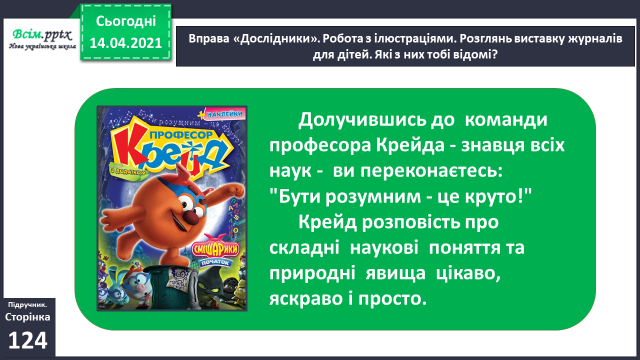 Всім.pptx
Нова українська школа
Сьогодні
14.04.2021
Вправа «Дослідники». Робота з ілюстраціями. Розглянь виставку журналів
для дітей. Які з них тобі відомі?
+ НАКЛЕЙКИ
ПРОФЕСОР
Крейд
СМІШАРИКИ
ПОЧАТОК
Долучившись до команди
професора Крейда - знавця всіх
наук - ви переконаєтесь:
"Бути розумним - це круто!"
Крейд розповість про
складні наукові поняття та
природні явища цікаво,
яскраво і просто.
Підручник.
Сторінка
124